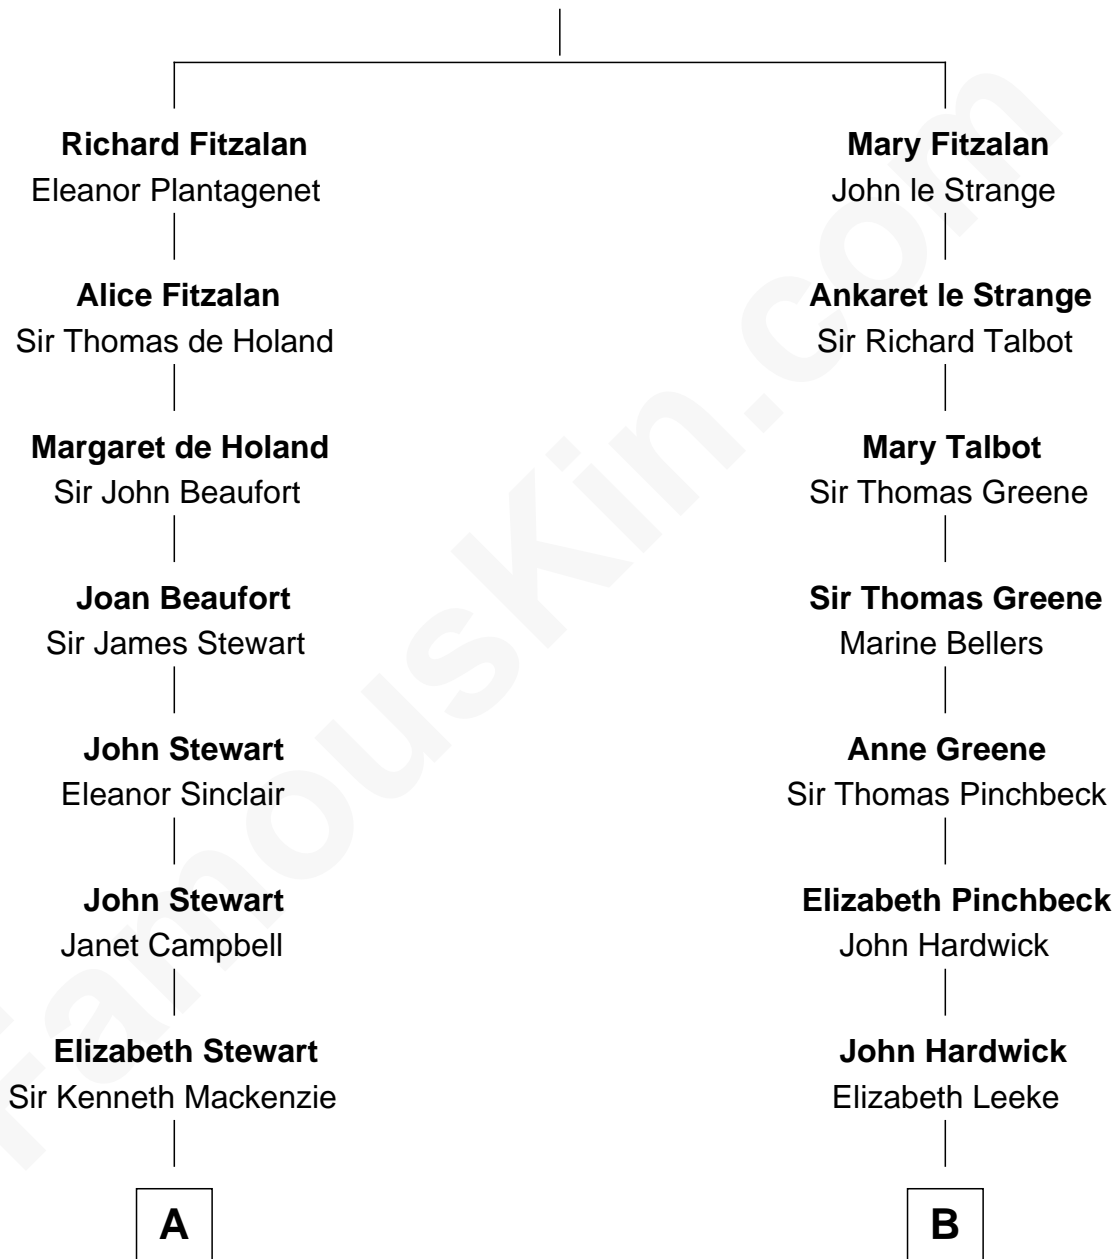 Richard Fitzalan
Eleanor Plantagenet
Alice Fitzalan
Sir Thomas de Holand
Margaret de Holand
Sir John Beaufort
Joan Beaufort
Sir James Stewart
John Stewart
Eleanor Sinclair
John Stewart
Janet Campbell
Elizabeth Stewart
Sir Kenneth Mackenzie
A
Mary Fitzalan
John le Strange
Ankaret le Strange
Sir Richard Talbot
Mary Talbot
Sir Thomas Greene
Sir Thomas Greene
Marine Bellers
Anne Greene
Sir Thomas Pinchbeck
Elizabeth Pinchbeck
John Hardwick
John Hardwick
Elizabeth Leeke
B
FamousKin.com